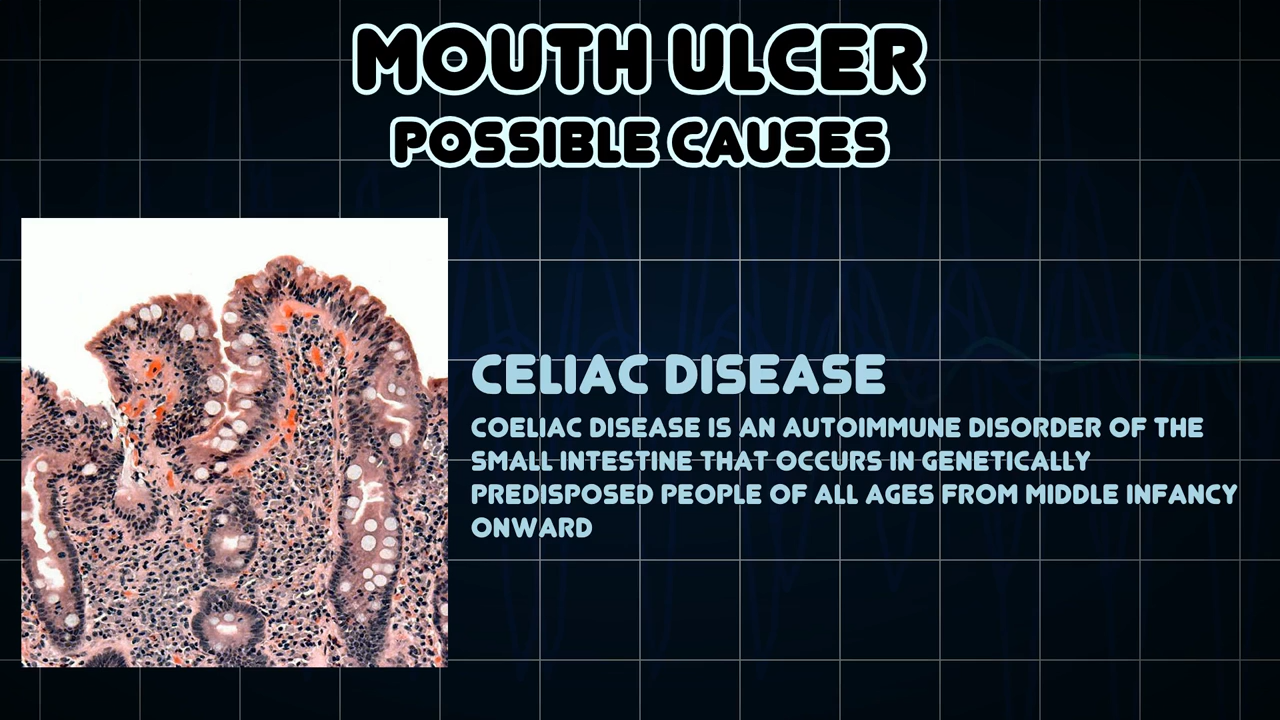 MOUTH ULCER
POSSIBLE CAUSES
CELIAC DISEASE
COELIAC DISEASE IS AN AUTOIMMUNE DISORDER OF THE
SMALL INTESTINE THAT OCCURS IN GENETICALLY
PREDISPOSED PEOPLE OF ALL AGES FROM MIDDLE INFANCY
ONWARD